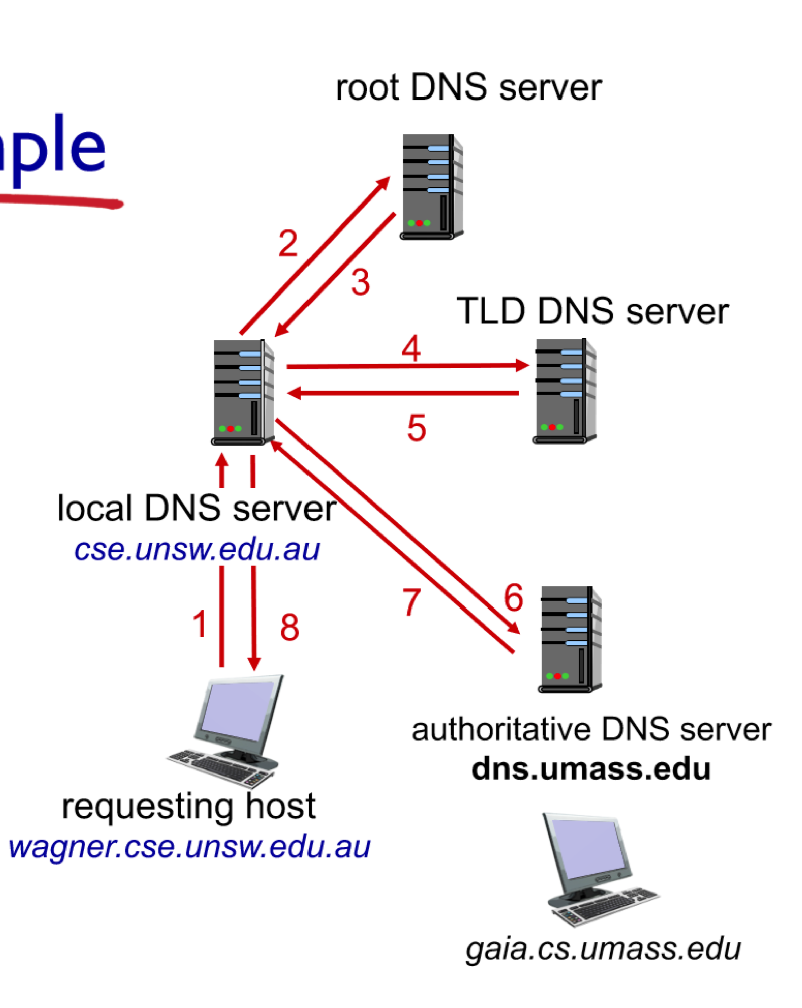 root DNS server
2
3
TLD DNS server
4
5
local DNS server
cse.unsw.edu.au
1
8
7
6
authoritative DNS server
dns.umass.edu
requesting host
wagner.cse.unsw.edu.au
gaia.cs.umass.edu